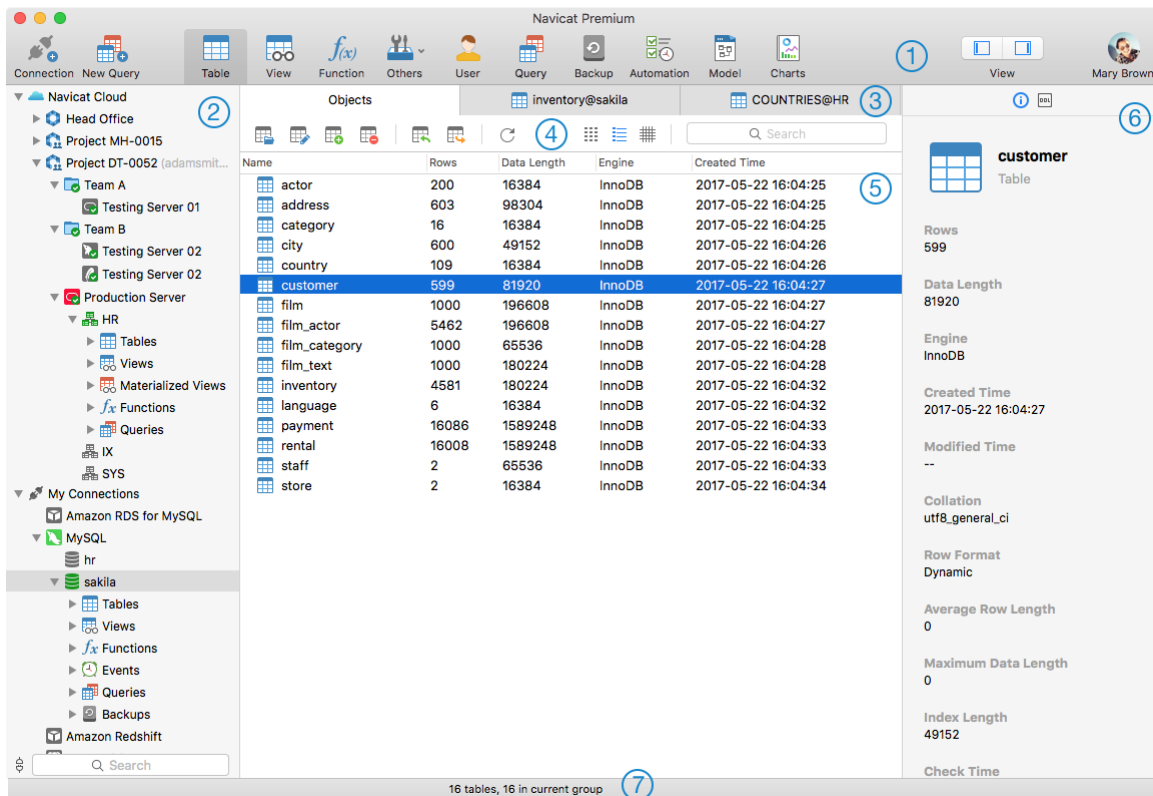 Navicat Premium
Connection New Query Table View Function Others User Query Backup Automation Model Charts 1 View Mary Brown
f(x)
Navicat Cloud
2
Head Office
Project MH-0015
Project DT-0052 (adamsmit...
Team A
Testing Server 01
Team B
Testing Server 02
Testing Server 02
Production Server
HR
Tables
Views
Materialized Views
fx Functions
Queries
IX
SYS
My Connections
Amazon RDS for MySQL
MySQL
hr
sakila
Tables
Views
fx Functions
Events
Queries
Backups
Amazon Redshift
Search
Objects inventory@sakila COUNTRIES@HR 3
4 Search
Name Rows Data Length Engine Created Time
5
actor 200 16384 InnoDB 2017-05-22 16:04:25
address 603 98304 InnoDB 2017-05-22 16:04:25
category 16 16384 InnoDB 2017-05-22 16:04:25
city 600 49152 InnoDB 2017-05-22 16:04:26
country 109 16384 InnoDB 2017-05-22 16:04:26
customer 599 81920 InnoDB 2017-05-22 16:04:27
film 1000 196608 InnoDB 2017-05-22 16:04:27
film_actor 5462 196608 InnoDB 2017-05-22 16:04:27
film_category 1000 65536 InnoDB 2017-05-22 16:04:28
film_text 1000 180224 InnoDB 2017-05-22 16:04:28
inventory 4581 180224 InnoDB 2017-05-22 16:04:32
language 6 16384 InnoDB 2017-05-22 16:04:32
payment 16086 1589248 InnoDB 2017-05-22 16:04:33
rental 16008 1589248 InnoDB 2017-05-22 16:04:33
staff 2 65536 InnoDB 2017-05-22 16:04:33
store 2 16384 InnoDB 2017-05-22 16:04:34
DDL
6
customer
Table
Rows
599
Data Length
81920
Engine
InnoDB
Created Time
2017-05-22 16:04:27
Modified Time
--
Collation
utf8_general_ci
Row Format
Dynamic
Average Row Length
0
Maximum Data Length
0
Index Length
49152
Check Time
16 tables, 16 in current group 7